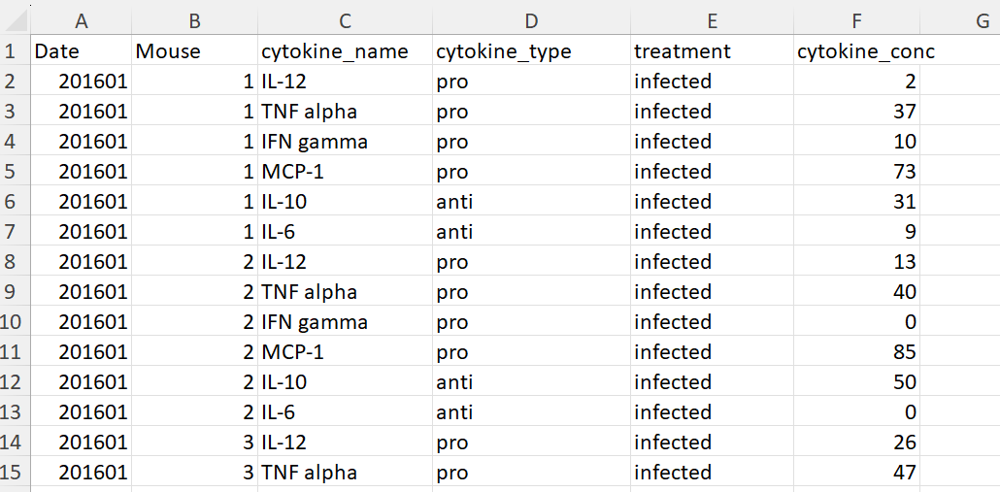 A B C D E F G
1 Date Mouse cytokine_name cytokine_type treatment cytokine_conc
2 201601 1 IL-12 pro infected 2
3 201601 1 TNF alpha pro infected 37
4 201601 1 IFN gamma pro infected 10
5 201601 1 MCP-1 pro infected 73
6 201601 1 IL-10 anti infected 31
7 201601 1 IL-6 anti infected 9
8 201601 2 IL-12 pro infected 13
9 201601 2 TNF alpha pro infected 40
10 201601 2 IFN gamma pro infected 0
11 201601 2 MCP-1 pro infected 85
12 201601 2 IL-10 anti infected 50
13 201601 2 IL-6 anti infected 0
14 201601 3 IL-12 pro infected 26
15 201601 3 TNF alpha pro infected 47